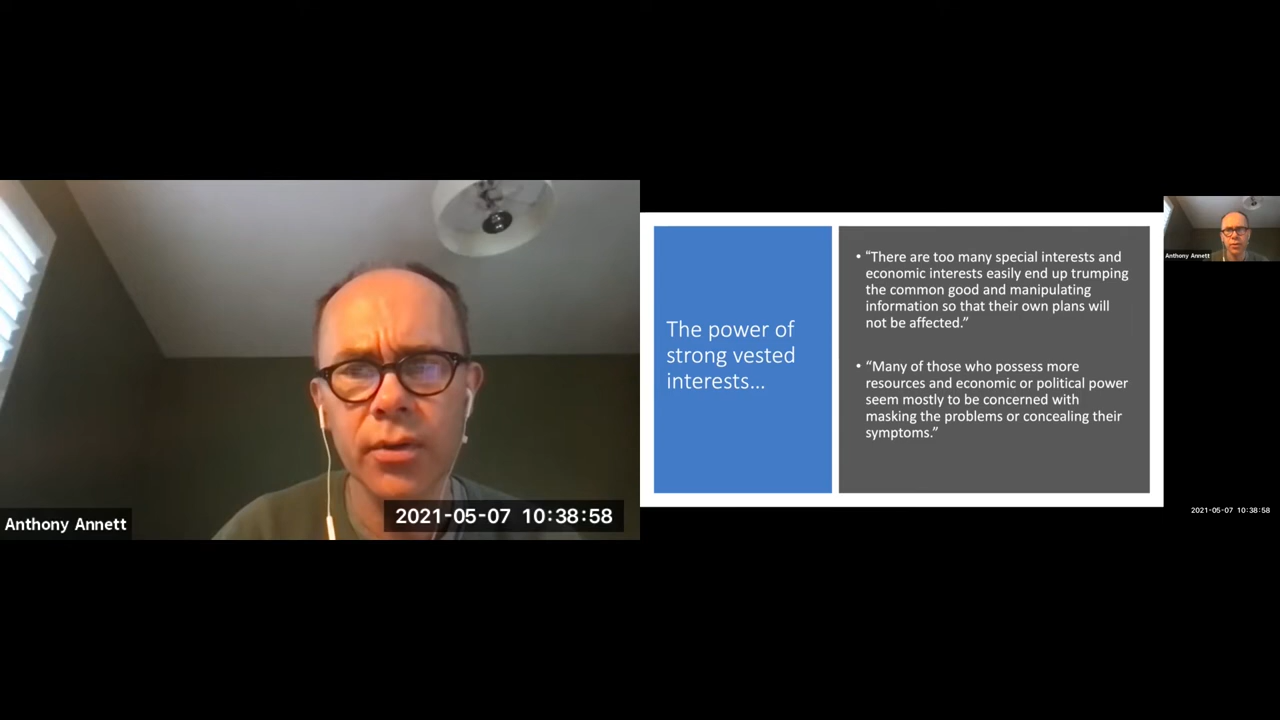 Anthony Annett
2021-05-07 10:38:58
The power of
strong vested
interests…
• "There are too many special interests and
economic interests easily end up trumping
the common good and manipulating
information so that their own plans will
not be affected.”
• “Many of those who possess more
resources and economic or political power
seem mostly to be concerned with
masking the problems or concealing their
symptoms.”
Anthony Annett
2021-05-07 10:38:58